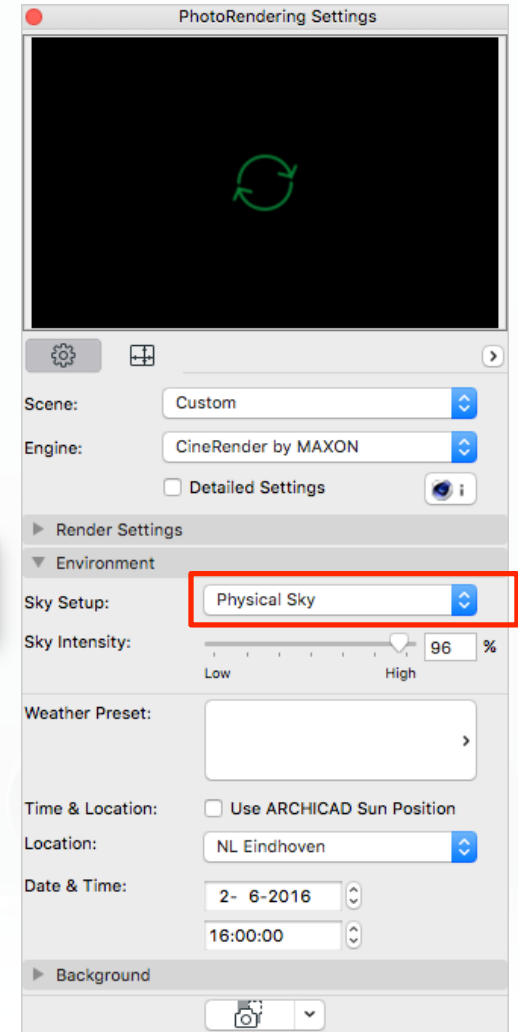 PhotoRendering Settings
Scene: Custom
Engine: CineRender by MAXON
Detailed Settings i
Render Settings
Environment
Sky Setup: Physical Sky
Sky Intensity: 96 %
Low High
Weather Preset:
Time & Location: Use ARCHICAD Sun Position
Location: NL Eindhoven
Date & Time: 2- 6-2016
16:00:00
Background